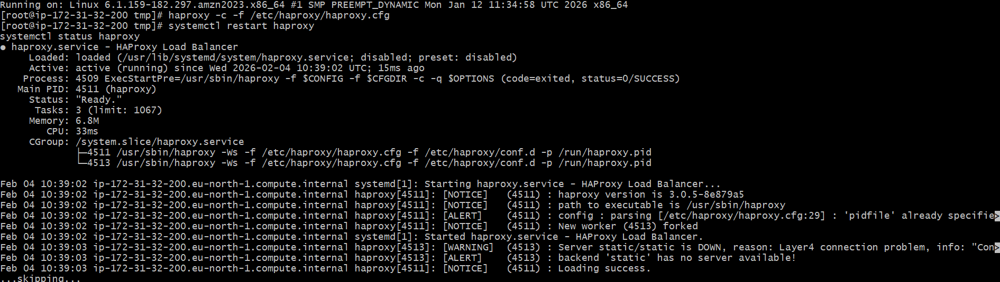 Running on: Linux 6.1.159-182.297.amzn2023.x86_64 #1 SMP PREEMPT_DYNAMIC Mon Jan 12 11:34:58 UTC 2026 x86_64
[root@ip-172-31-32-200 tmp]# haproxy -c -f /etc/haproxy/haproxy.cfg
[root@ip-172-31-32-200 tmp]# systemctl restart haproxy
systemctl status haproxy
● haproxy.service - HAProxy Load Balancer
     Loaded: loaded (/usr/lib/systemd/system/haproxy.service; disabled; preset: disabled)
     Active: active (running) since Wed 2026-02-04 10:39:02 UTC; 15ms ago
    Process: 4509 ExecStartPre=/usr/sbin/haproxy -f $CONFIG -f $CFGDIR -c -q $OPTIONS (code=exited, status=0/SUCCESS)
   Main PID: 4511 (haproxy)
     Status: "Ready."
      Tasks: 3 (limit: 1067)
     Memory: 6.8M
        CPU: 33ms
     CGroup: /system.slice/haproxy.service
             ├─4511 /usr/sbin/haproxy -Ws -f /etc/haproxy/haproxy.cfg -f /etc/haproxy/conf.d -p /run/haproxy.pid
             └─4513 /usr/sbin/haproxy -Ws -f /etc/haproxy/haproxy.cfg -f /etc/haproxy/conf.d -p /run/haproxy.pid
Feb 04 10:39:02 ip-172-31-32-200.eu-north-1.compute.internal systemd[1]: Starting haproxy.service - HAProxy Load Balancer...
Feb 04 10:39:02 ip-172-31-32-200.eu-north-1.compute.internal haproxy[4511]: [NOTICE]   (4511) : haproxy version is 3.0.5-8e879a5
Feb 04 10:39:02 ip-172-31-32-200.eu-north-1.compute.internal haproxy[4511]: [NOTICE]   (4511) : path to executable is /usr/sbin/haproxy
Feb 04 10:39:02 ip-172-31-32-200.eu-north-1.compute.internal haproxy[4511]: [ALERT]    (4511) : config : parsing [/etc/haproxy/haproxy.cfg:29] : 'pidfile' already specifie>
Feb 04 10:39:02 ip-172-31-32-200.eu-north-1.compute.internal haproxy[4511]: [NOTICE]   (4511) : New worker (4513) forked
Feb 04 10:39:02 ip-172-31-32-200.eu-north-1.compute.internal systemd[1]: Started haproxy.service - HAProxy Load Balancer.
Feb 04 10:39:03 ip-172-31-32-200.eu-north-1.compute.internal haproxy[4513]: [WARNING]  (4513) : Server static/static is DOWN, reason: Layer4 connection problem, info: "Con>
Feb 04 10:39:03 ip-172-31-32-200.eu-north-1.compute.internal haproxy[4513]: [ALERT]    (4513) : backend 'static' has no server available!
Feb 04 10:39:03 ip-172-31-32-200.eu-north-1.compute.internal haproxy[4511]: [NOTICE]   (4511) : Loading success.
...skipping...